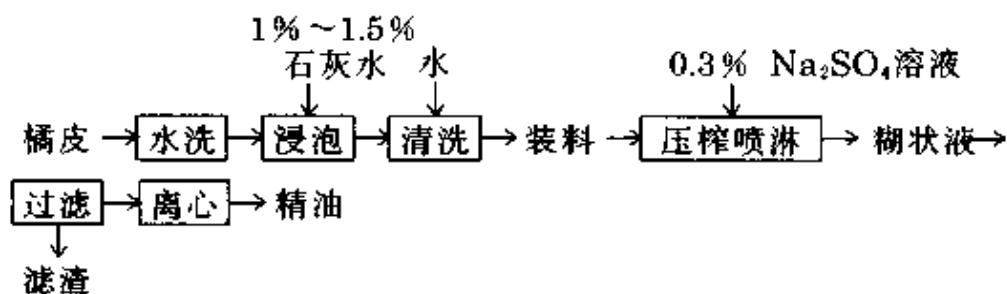 1%～1.5%
石灰水 水 0.3% Na₂SO₄溶液
橘皮 水洗 浸泡 清洗 装料 压榨喷淋 糊状液
过滤 离心 精油
滤渣